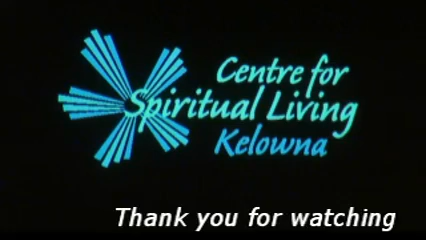 Centre for
Spiritual Living
Kelowna
Thank you for watching